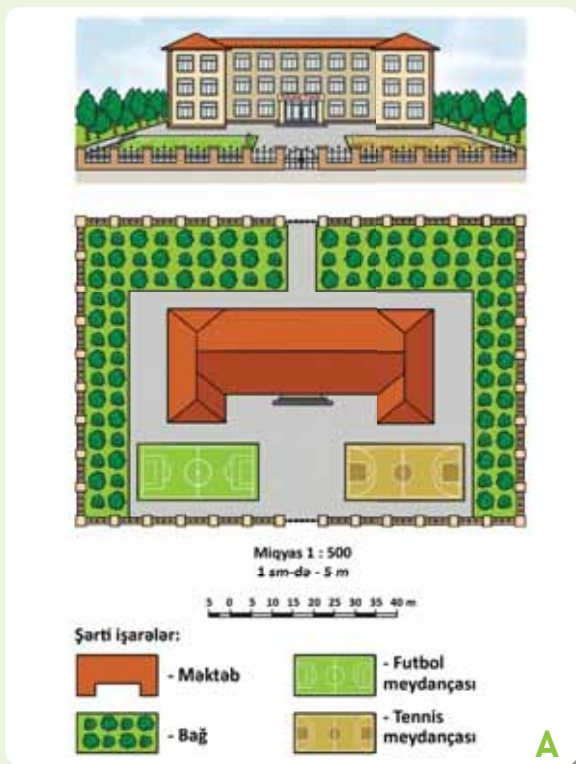 Miqyas 1 : 500
1 sm-də - 5 m
5 0 5 10 15 20 25 30 35 40 m
Şərti işarələr:
- Məktəb
- Futbol
meydançası
- Bağ
- Tennis
meydançası
A